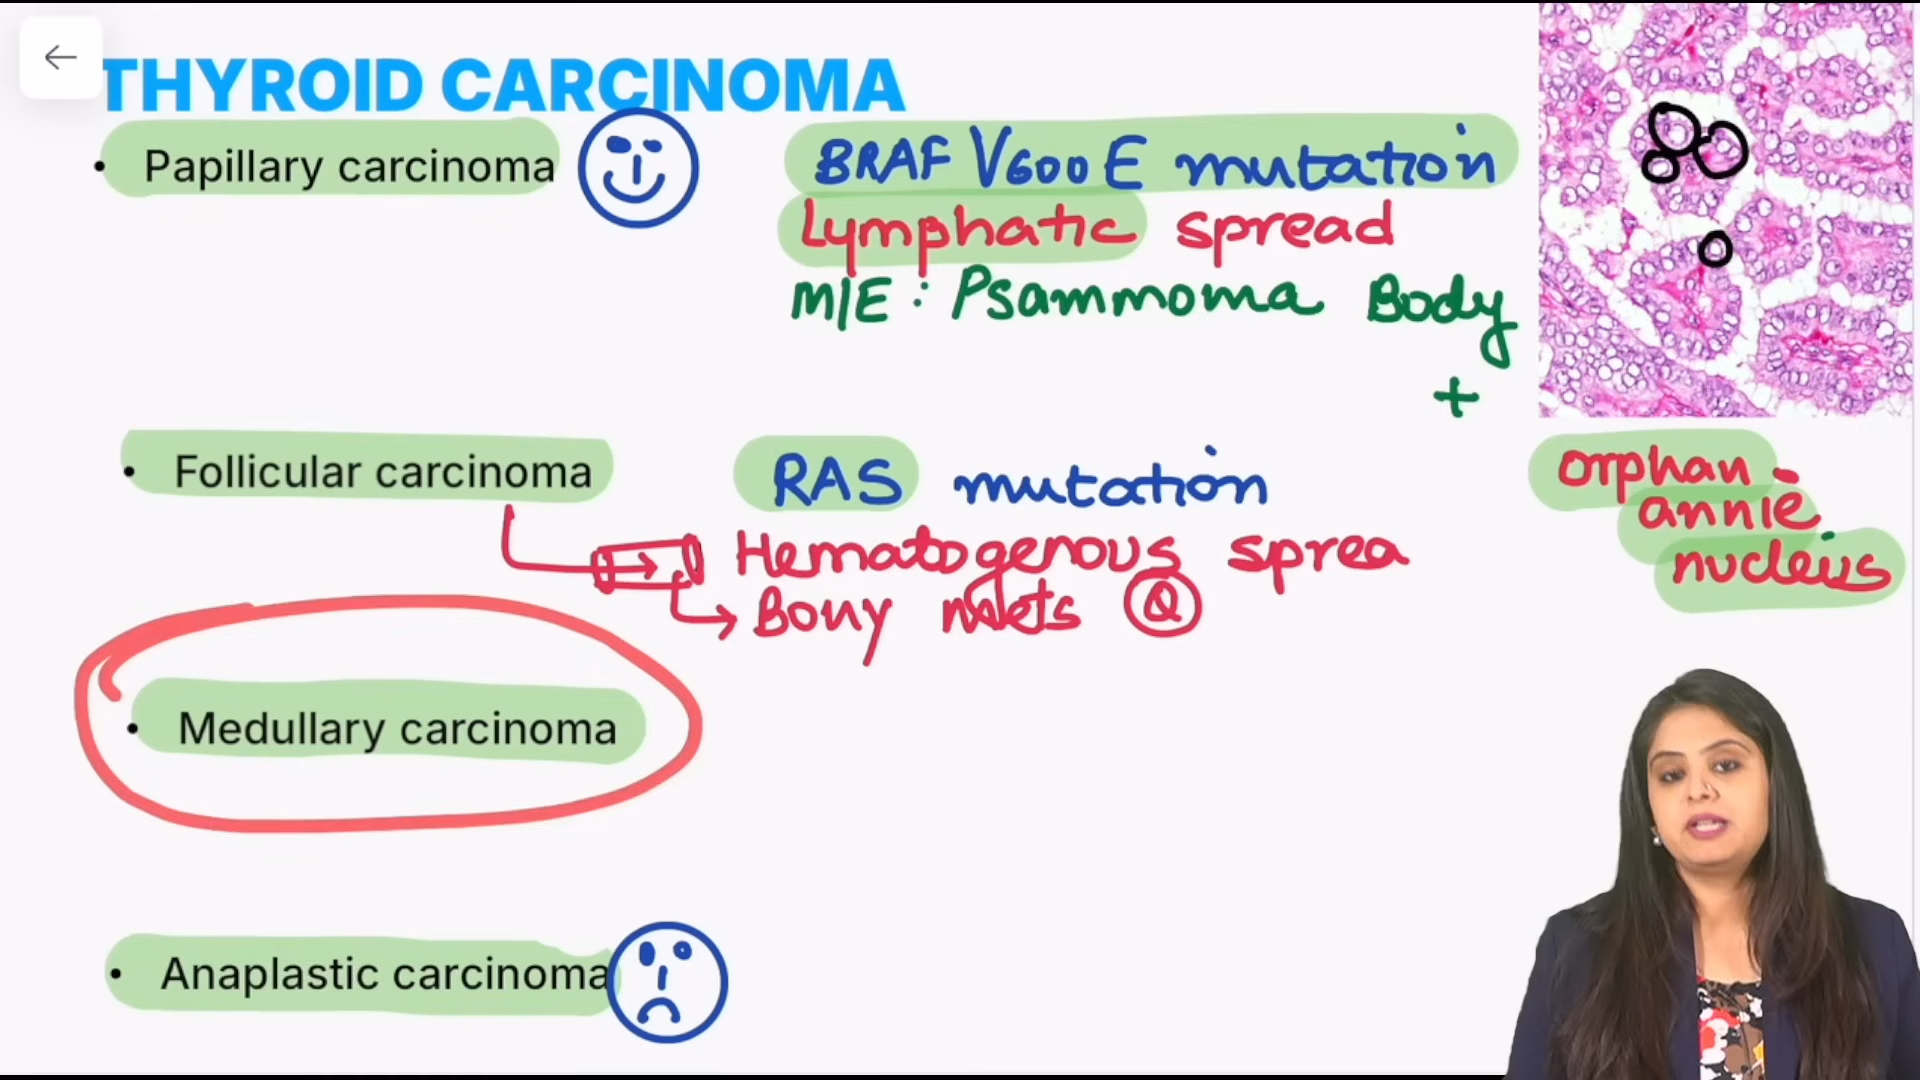 THYROID CARCINOMA
• Papillary carcinoma
BRAF V600E mutation
Lymphatic spread
M/E : Psammoma Body
+
Orphan
annie
nucleus
• Follicular carcinoma
RAS mutation
Hematogenous sprea
Bony mets Q
• Medullary carcinoma
• Anaplastic carcinoma